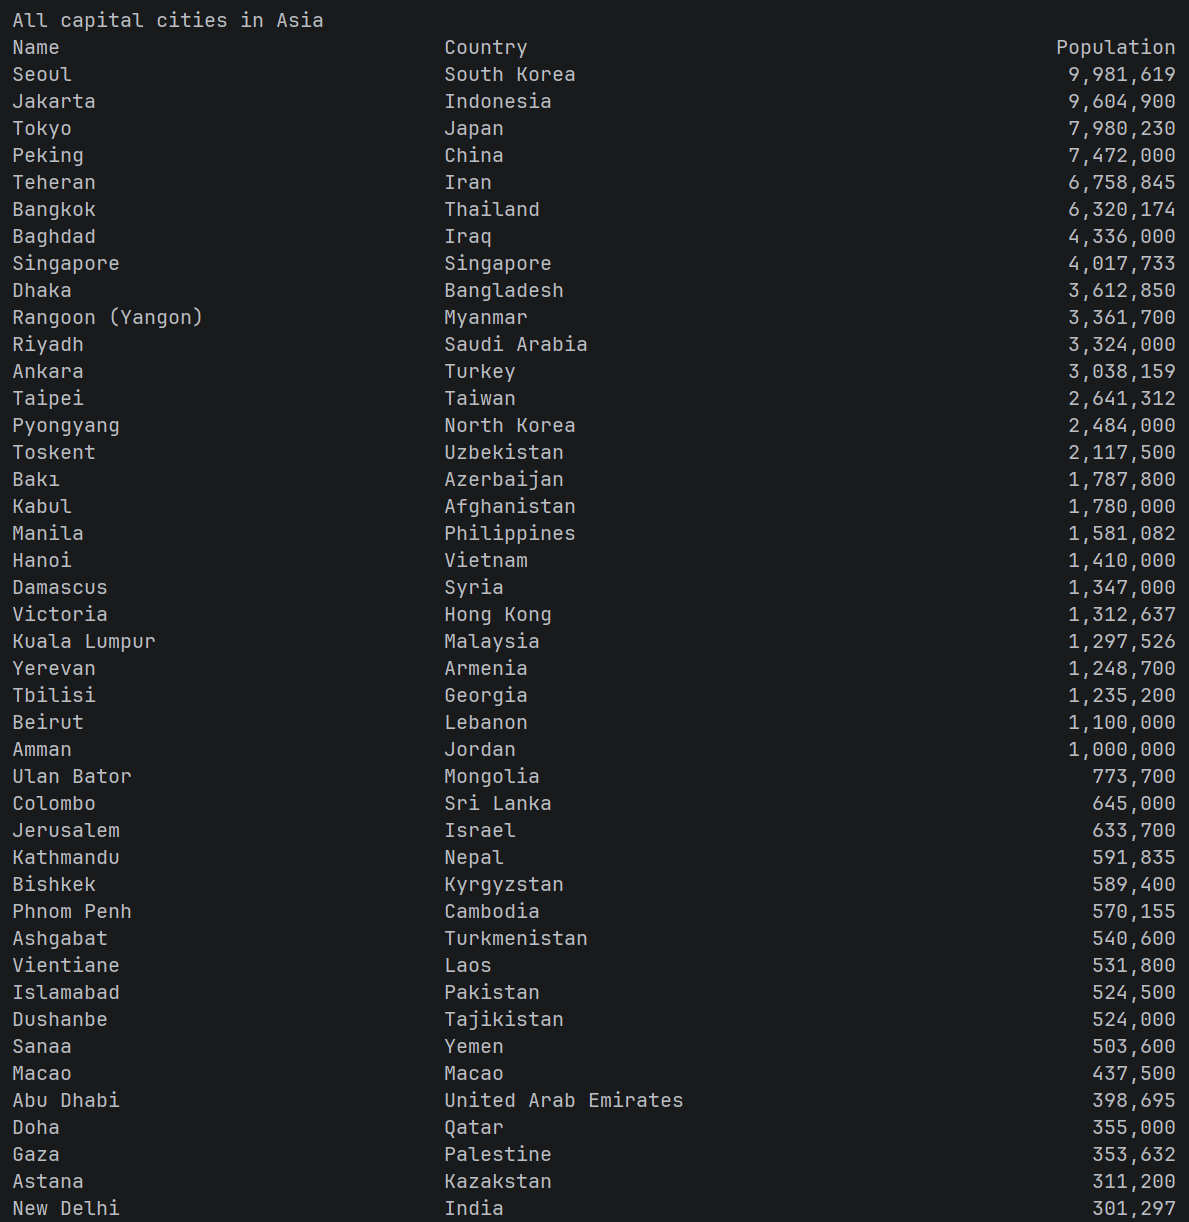 All capital cities in Asia
Name Country Population
Seoul South Korea 9,981,619
Jakarta Indonesia 9,604,900
Tokyo Japan 7,980,230
Peking China 7,472,000
Teheran Iran 6,758,845
Bangkok Thailand 6,320,174
Baghdad Iraq 4,336,000
Singapore Singapore 4,017,733
Dhaka Bangladesh 3,612,850
Rangoon (Yangon) Myanmar 3,361,700
Riyadh Saudi Arabia 3,324,000
Ankara Turkey 3,038,159
Taipei Taiwan 2,641,312
Pyongyang North Korea 2,484,000
Toskent Uzbekistan 2,117,500
Bakı Azerbaijan 1,787,800
Kabul Afghanistan 1,780,000
Manila Philippines 1,581,082
Hanoi Vietnam 1,410,000
Damascus Syria 1,347,000
Victoria Hong Kong 1,312,637
Kuala Lumpur Malaysia 1,297,526
Yerevan Armenia 1,248,700
Tbilisi Georgia 1,235,200
Beirut Lebanon 1,100,000
Amman Jordan 1,000,000
Ulan Bator Mongolia 773,700
Colombo Sri Lanka 645,000
Jerusalem Israel 633,700
Kathmandu Nepal 591,835
Bishkek Kyrgyzstan 589,400
Phnom Penh Cambodia 570,155
Ashgabat Turkmenistan 540,600
Vientiane Laos 531,800
Islamabad Pakistan 524,500
Dushanbe Tajikistan 524,000
Sanaa Yemen 503,600
Macao Macao 437,500
Abu Dhabi United Arab Emirates 398,695
Doha Qatar 355,000
Gaza Palestine 353,632
Astana Kazakstan 311,200
New Delhi India 301,297